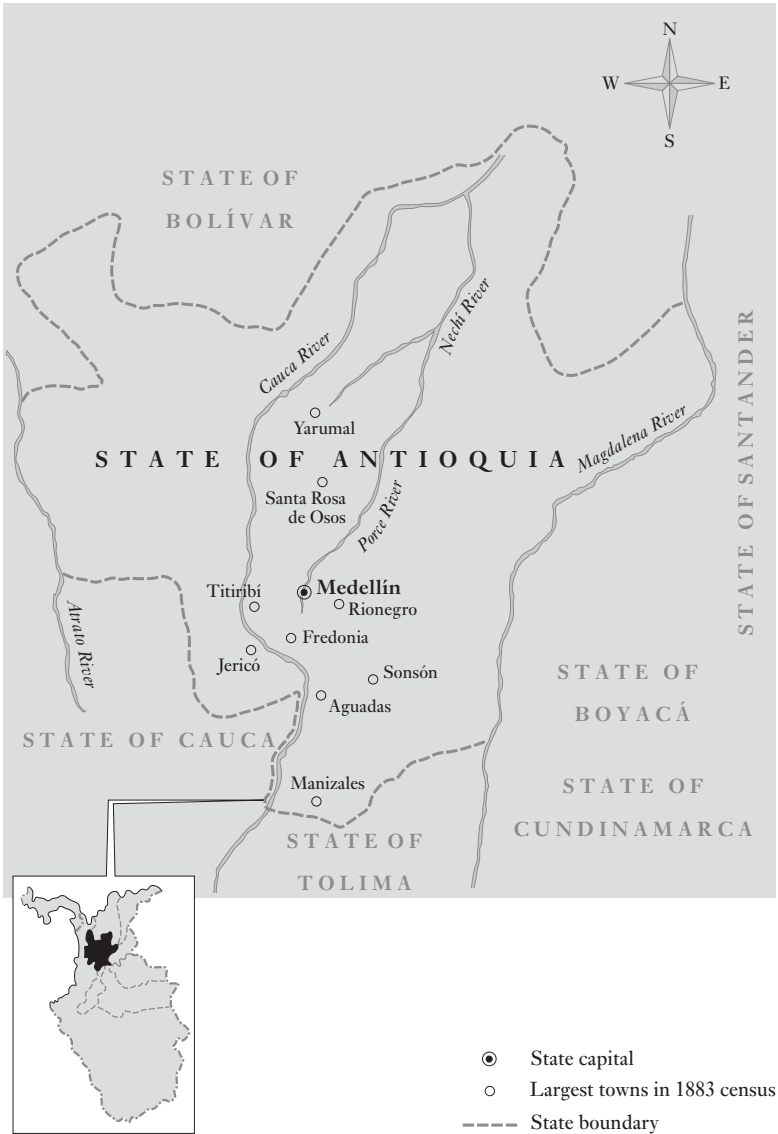 N
W E
S
STATE OF
BOLÍVAR
Cauca River
Nechí River
STATE OF SANTANDER
Yarumal
Magdalena River
STATE OF ANTIOQUIA
Santa Rosa
de Osos
Porce River
Medellín
Titiribí
Rionegro
Atrato River
Fredonia
Jericó
Sonsón
STATE OF
BOYACÁ
Aguadas
STATE OF CAUCA
Manizales
STATE OF
CUNDINAMARCA
STATE OF
TOLIMA
State capital
Largest towns in 1883 census
State boundary